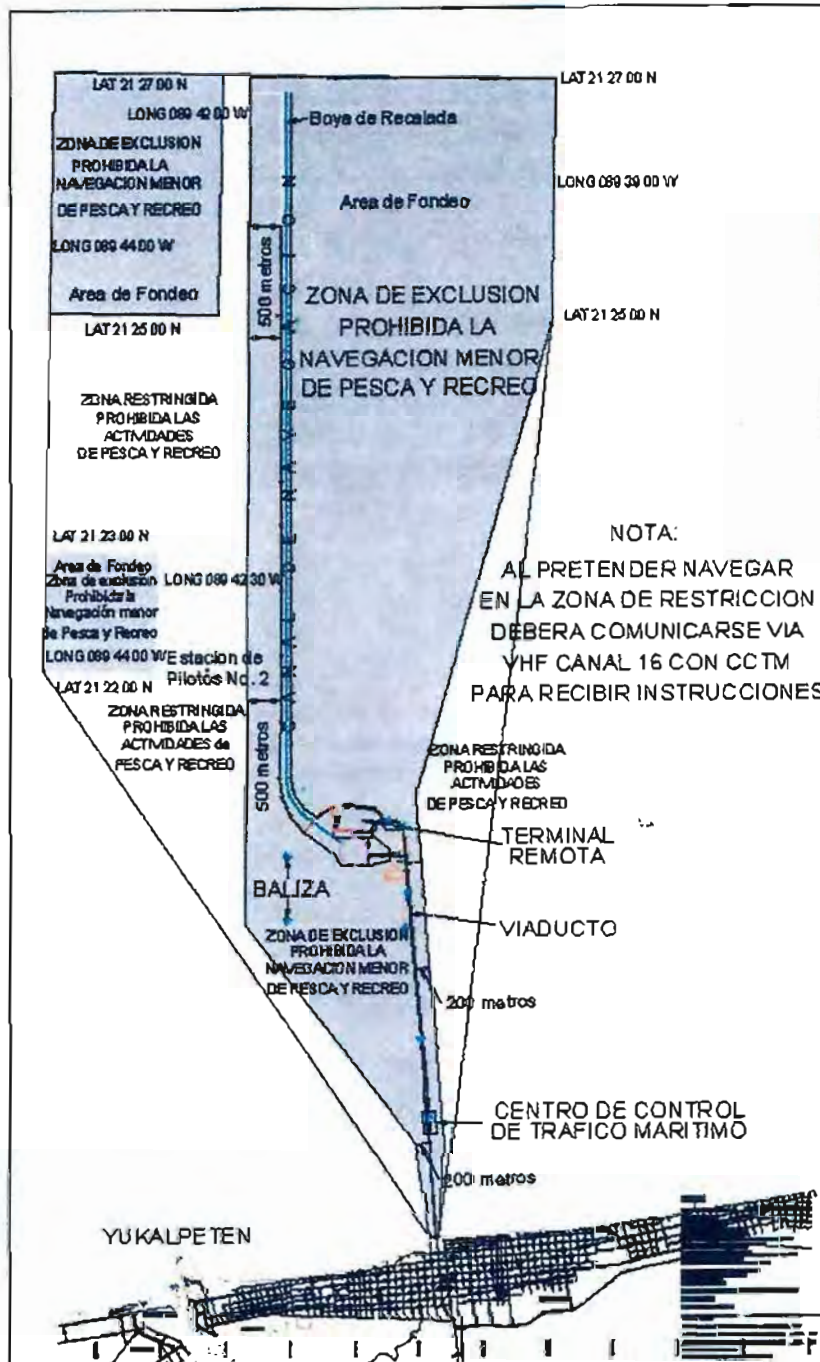 LAT 21 27 00 N
LONG 089 42 00 W
ZONA DE EXCLUSION
PROHIBIDA LA
NAVEGACION MENOR
DE PESCA Y RECREO
LONG 089 44 00 W
Area de Fondeo
LAT 21 25 00 N
ZONA RESTRINGIDA
PROHIBIDA LAS
ACTIVIDADES
DE PESCA Y RECREO
LAT 21 23 00 N
Area de Fondeo
Zona de exclusión
Prohibida la
Navegación menor
de Pesca y Recreo
LONG 089 42 30 W
LONG 089 44 00 W
Estacion de
Pilotos No. 2
LAT 21 22 00 N
ZONA RESTRINGIDA
PROHIBIDA LAS
ACTIVIDADES de
PESCA Y RECREO
500 metros
500 metros
CANAL DE NAVEGACION
Boya de Recalada
Area de Fondeo
ZONA DE EXCLUSION
PROHIBIDA LA
NAVEGACION MENOR
DE PESCA Y RECREO
LAT 21 27 00 N
LONG 089 39 00 W
LAT 21 25 00 N
NOTA:
AL PRETENDER NAVEGAR
EN LA ZONA DE RESTRICCION
DEBERA COMUNICARSE VIA
VHF CANAL 16 CON CCTM
PARA RECIBIR INSTRUCCIONES
ZONA RESTRINGIDA
PROHIBIDA LAS
ACTIVIDADES
DE PESCA Y RECREO
TERMINAL
REMOTA
BALIZA
VIADUCTO
ZONA DE EXCLUSION
PROHIBIDA LA
NAVEGACION MENOR
DE PESCA Y RECREO
200 metros
CENTRO DE CONTROL
DE TRAFICO MARITIMO
200 metros
YUKALPETEN